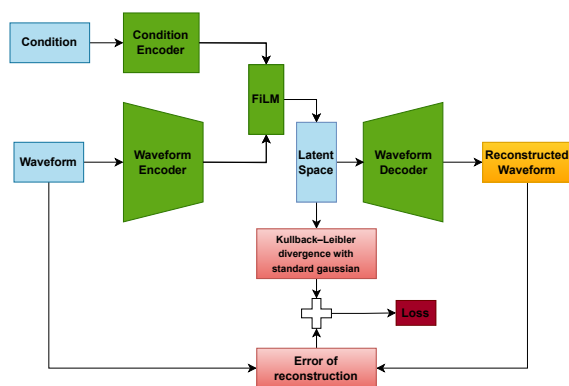 Condition
Condition
Encoder
FiLM
Waveform
Waveform
Encoder
Latent
Space
Waveform
Decoder
Reconstructed
Waveform
Kullback–Leibler
divergence with
standard gaussian
Loss
Error of
reconstruction